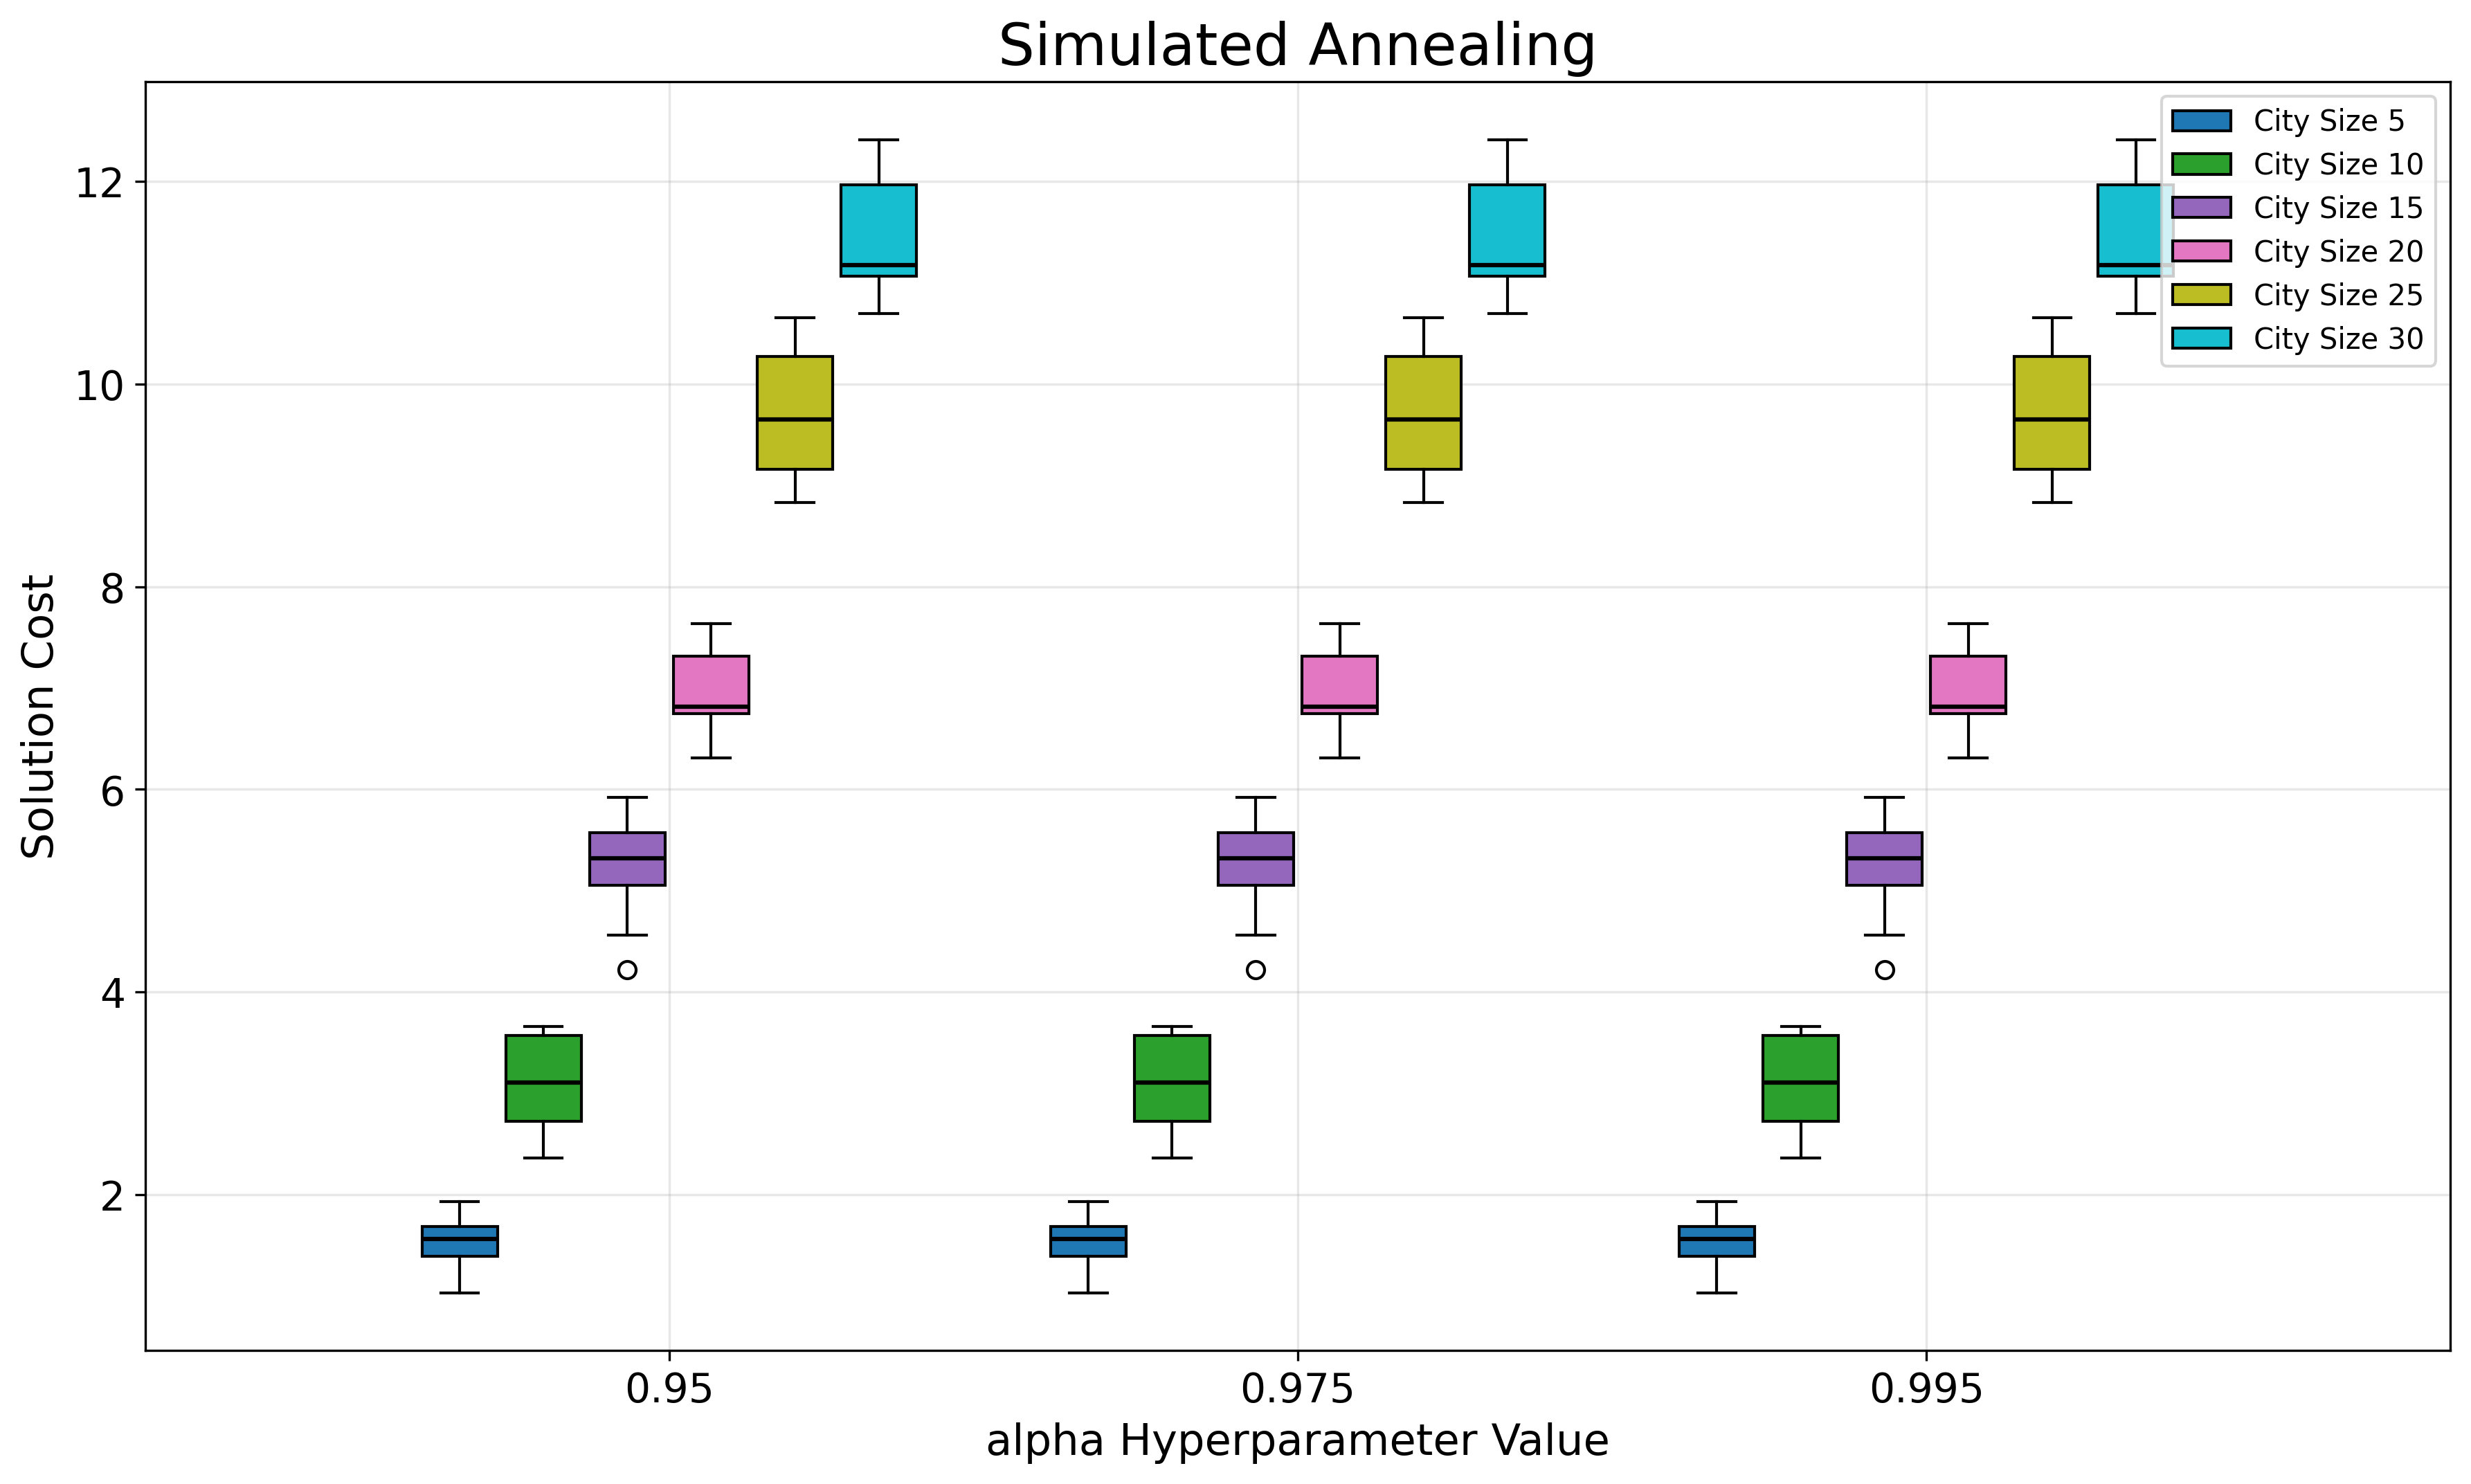 Simulated Annealing
City Size 5
City Size 10
City Size 15
City Size 20
City Size 25
City Size 30
Solution Cost
12
10
8
6
4
2
0.95
0.975
0.995
alpha Hyperparameter Value